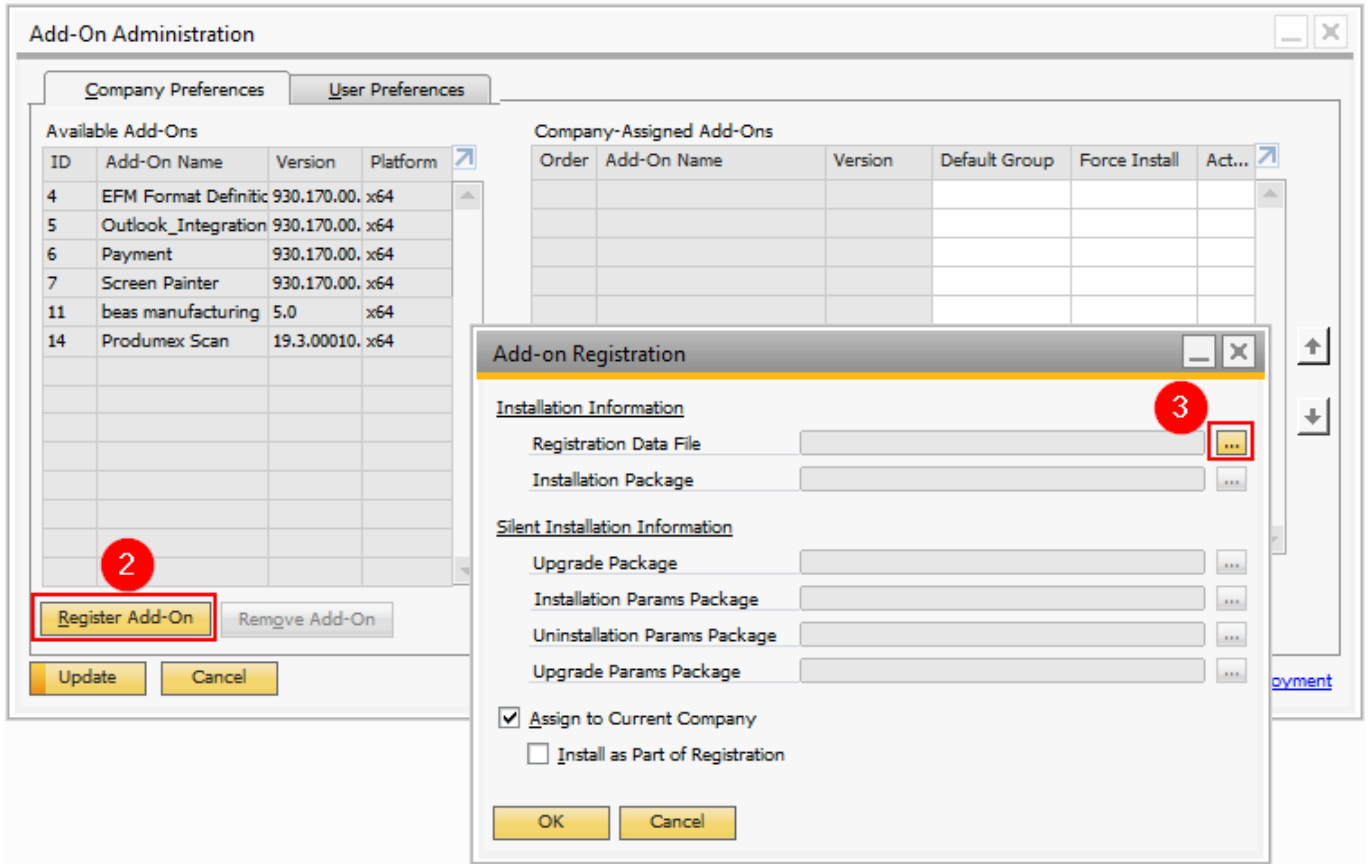 Add-On Administration
Company Preferences
User Preferences
Available Add-Ons
ID Add-On Name Version Platform
4 EFM Format Definitic 930.170.00. x64
5 Outlook_Integration 930.170.00. x64
6 Payment 930.170.00. x64
7 Screen Painter 930.170.00. x64
11 beas manufacturing 5.0 x64
14 Produmex Scan 19.3.00010. x64
Company-Assigned Add-Ons
Order Add-On Name Version Default Group Force Install Act...
2
Register Add-On Remove Add-On
Update Cancel
oyment
Add-on Registration
Installation Information
3
Registration Data File ...
Installation Package ...
Silent Installation Information
Upgrade Package ...
Installation Params Package ...
Uninstallation Params Package ...
Upgrade Params Package ...
Assign to Current Company
Install as Part of Registration
OK Cancel